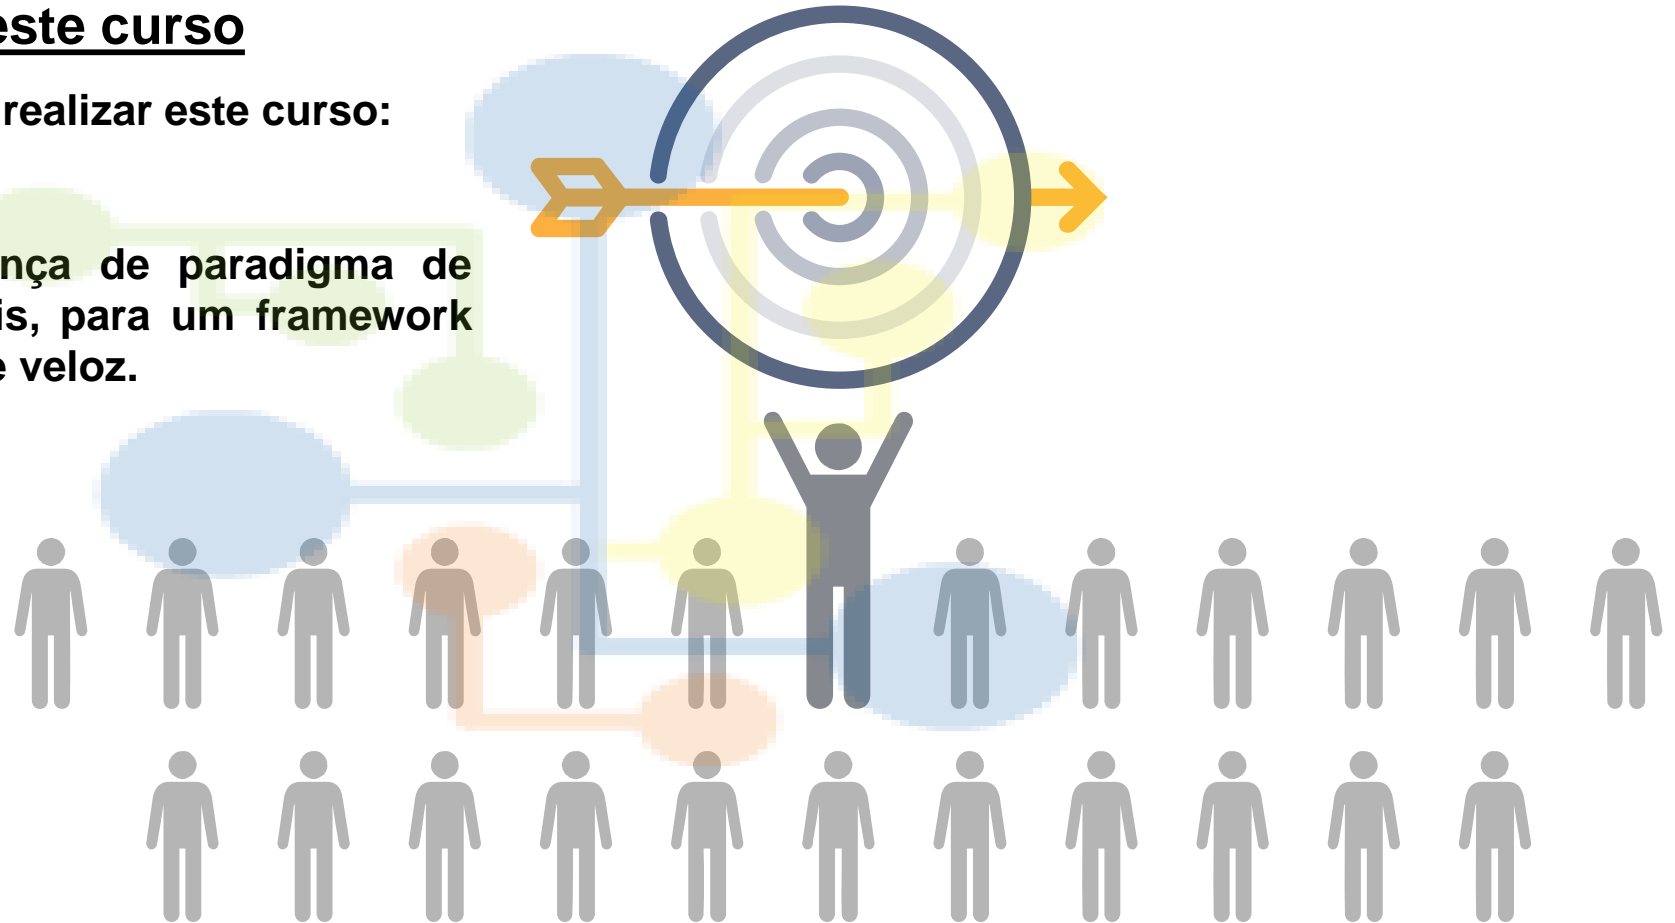 este curso
realizar este curso:
nça de paradigma de
is, para um framework
e veloz.